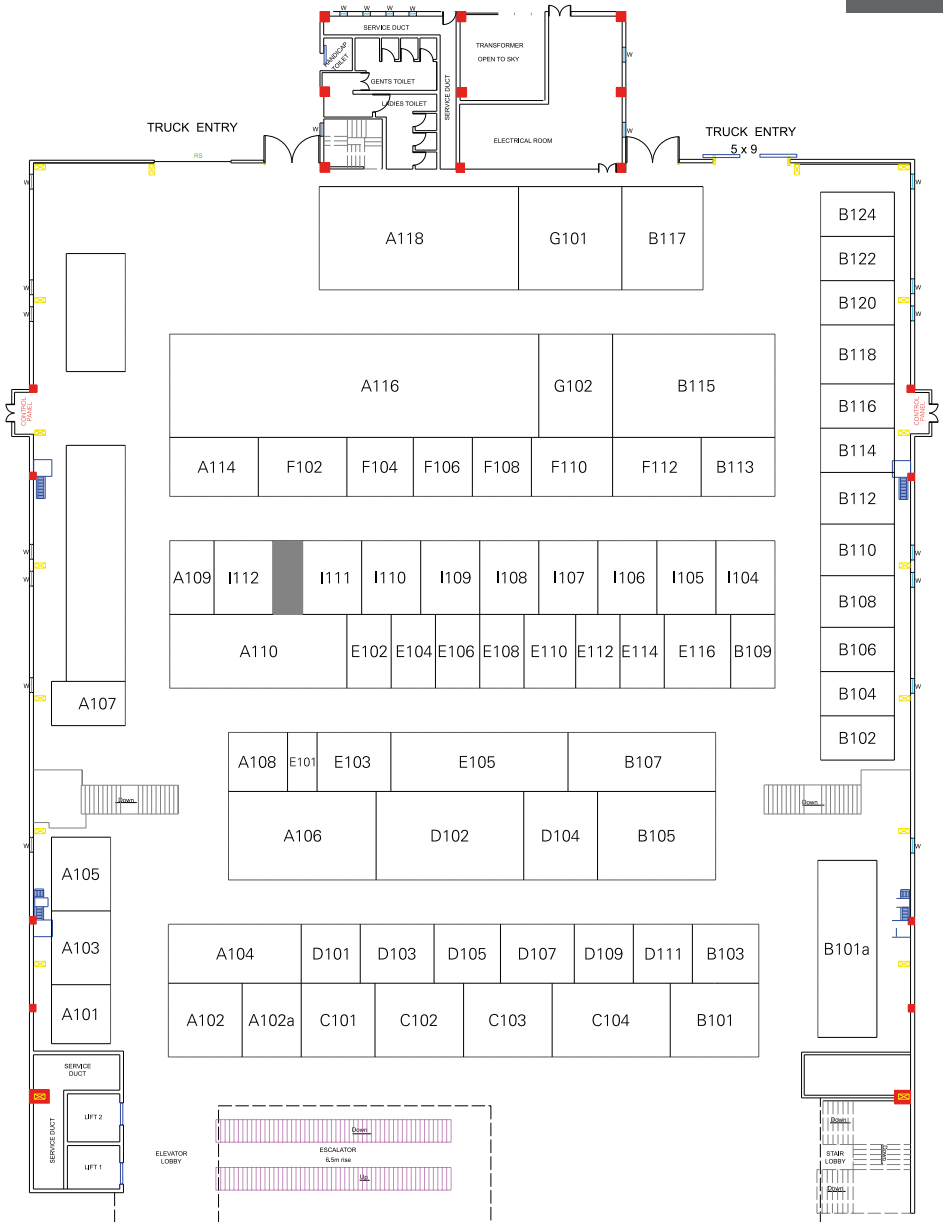 W W W W
SERVICE DUCT
HANDICAP
TOILET
TRANSFORMER
OPEN TO SKY
W
GENTS TOILET
SERVICE DUCT
LADIES TOILET
TRUCK ENTRY
W
W
ELECTRICAL ROOM
TRUCK ENTRY
5 x 9
RS
W
W
A118 G101 B117
B124
B122
B120
B118
B116
B114
B112
B110
B108
B106
B104
B102
W
W
W
W
A116 G102 B115
CONTROL
PANEL
CONTROL
PANEL
A114 F102 F104 F106 F108 F110 F112 B113
W
W
W
W
A109 I112 I111 I110 I109 I108 I107 I106 I105 I104
A110 E102 E104 E106 E108 E110 E112 E114 E116 B109
W
W
A107
A108 E101 E103 E105 B107
Down
Down
A106 D102 D104 B105
W
W
A105
A103
A101
B101a
A104 D101 D103 D105 D107 D109 D111 B103
A102 A102a C101 C102 C103 C104 B101
SERVICE
DUCT
SERVICE DUCT
LIFT 2
LIFT 1
ELEVATOR
LOBBY
Down
ESCALATOR
6.5m rise
Up
Down
STAIR
LOBBY
Down
Down